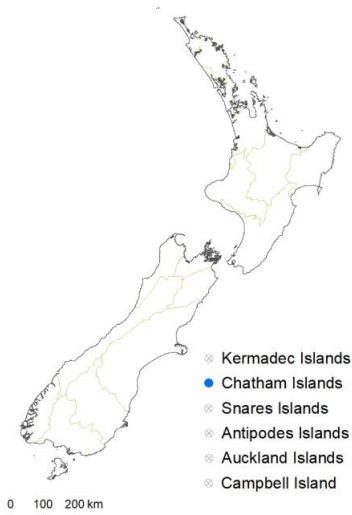 Kermadec Islands
Chatham Islands
Snares Islands
Antipodes Islands
Auckland Islands
Campbell Island
0 100 200 km